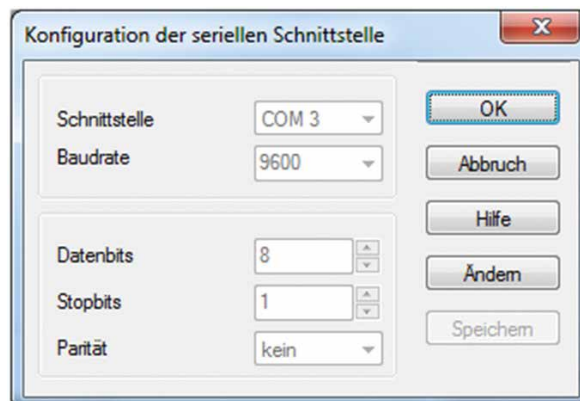 Konfiguration der seriellen Schnittstelle
Schnittstelle COM 3
Baudrate 9600
Datenbits 8
Stopbits 1
Parität kein
OK
Abbruch
Hilfe
Ändern
Speichern